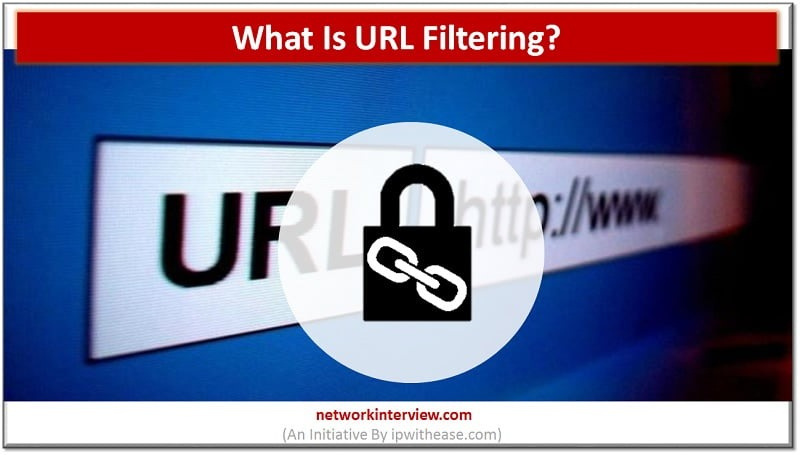 What Is URL Filtering?
URL
http://www.
networkinterview.com
(An Initiative By ipwithease.com)